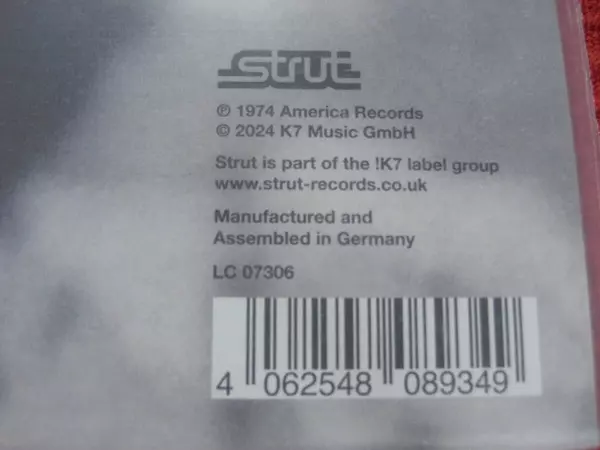 Strut
℗ 1974 America Records
© 2024 K7 Music GmbH
Strut is part of the !K7 label group
www.strut-records.co.uk
Manufactured and
Assembled in Germany
LC 07306
4 062548 089349